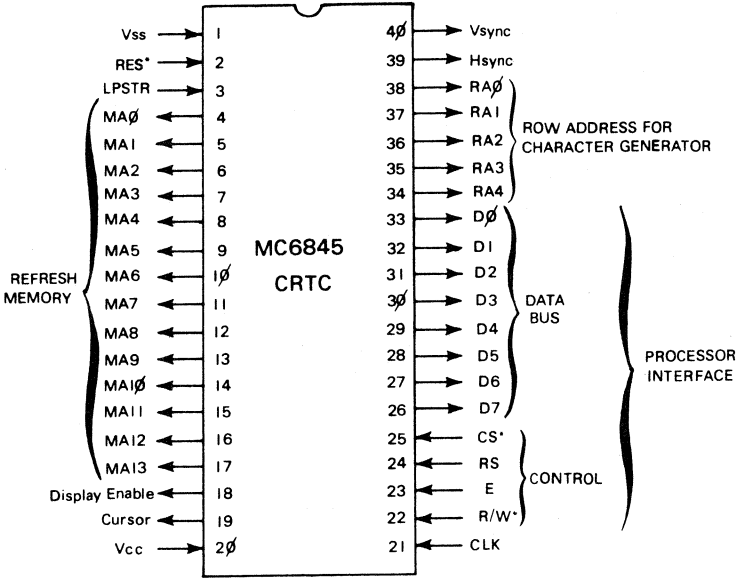 Vss 1 4Ø Vsync
RES* 2 39 Hsync
LPSTR 3 38 RAØ
MAØ 4 37 RA1
MA1 5 36 RA2
MA2 6 35 RA3
MA3 7 34 RA4
ROW ADDRESS FOR
CHARACTER GENERATOR
MA4 8 33 DØ
MA5 9 32 D1
MC6845
CRTC
MA6 1Ø 31 D2
REFRESH
MEMORY
MA7 11 3Ø D3
DATA
BUS
MA8 12 29 D4
MA9 13 28 D5
PROCESSOR
INTERFACE
MA1Ø 14 27 D6
MA11 15 26 D7
MA12 16 25 CS*
MA13 17 24 RS
CONTROL
Display Enable 18 23 E
Cursor 19 22 R/W*
Vcc 2Ø 21 CLK